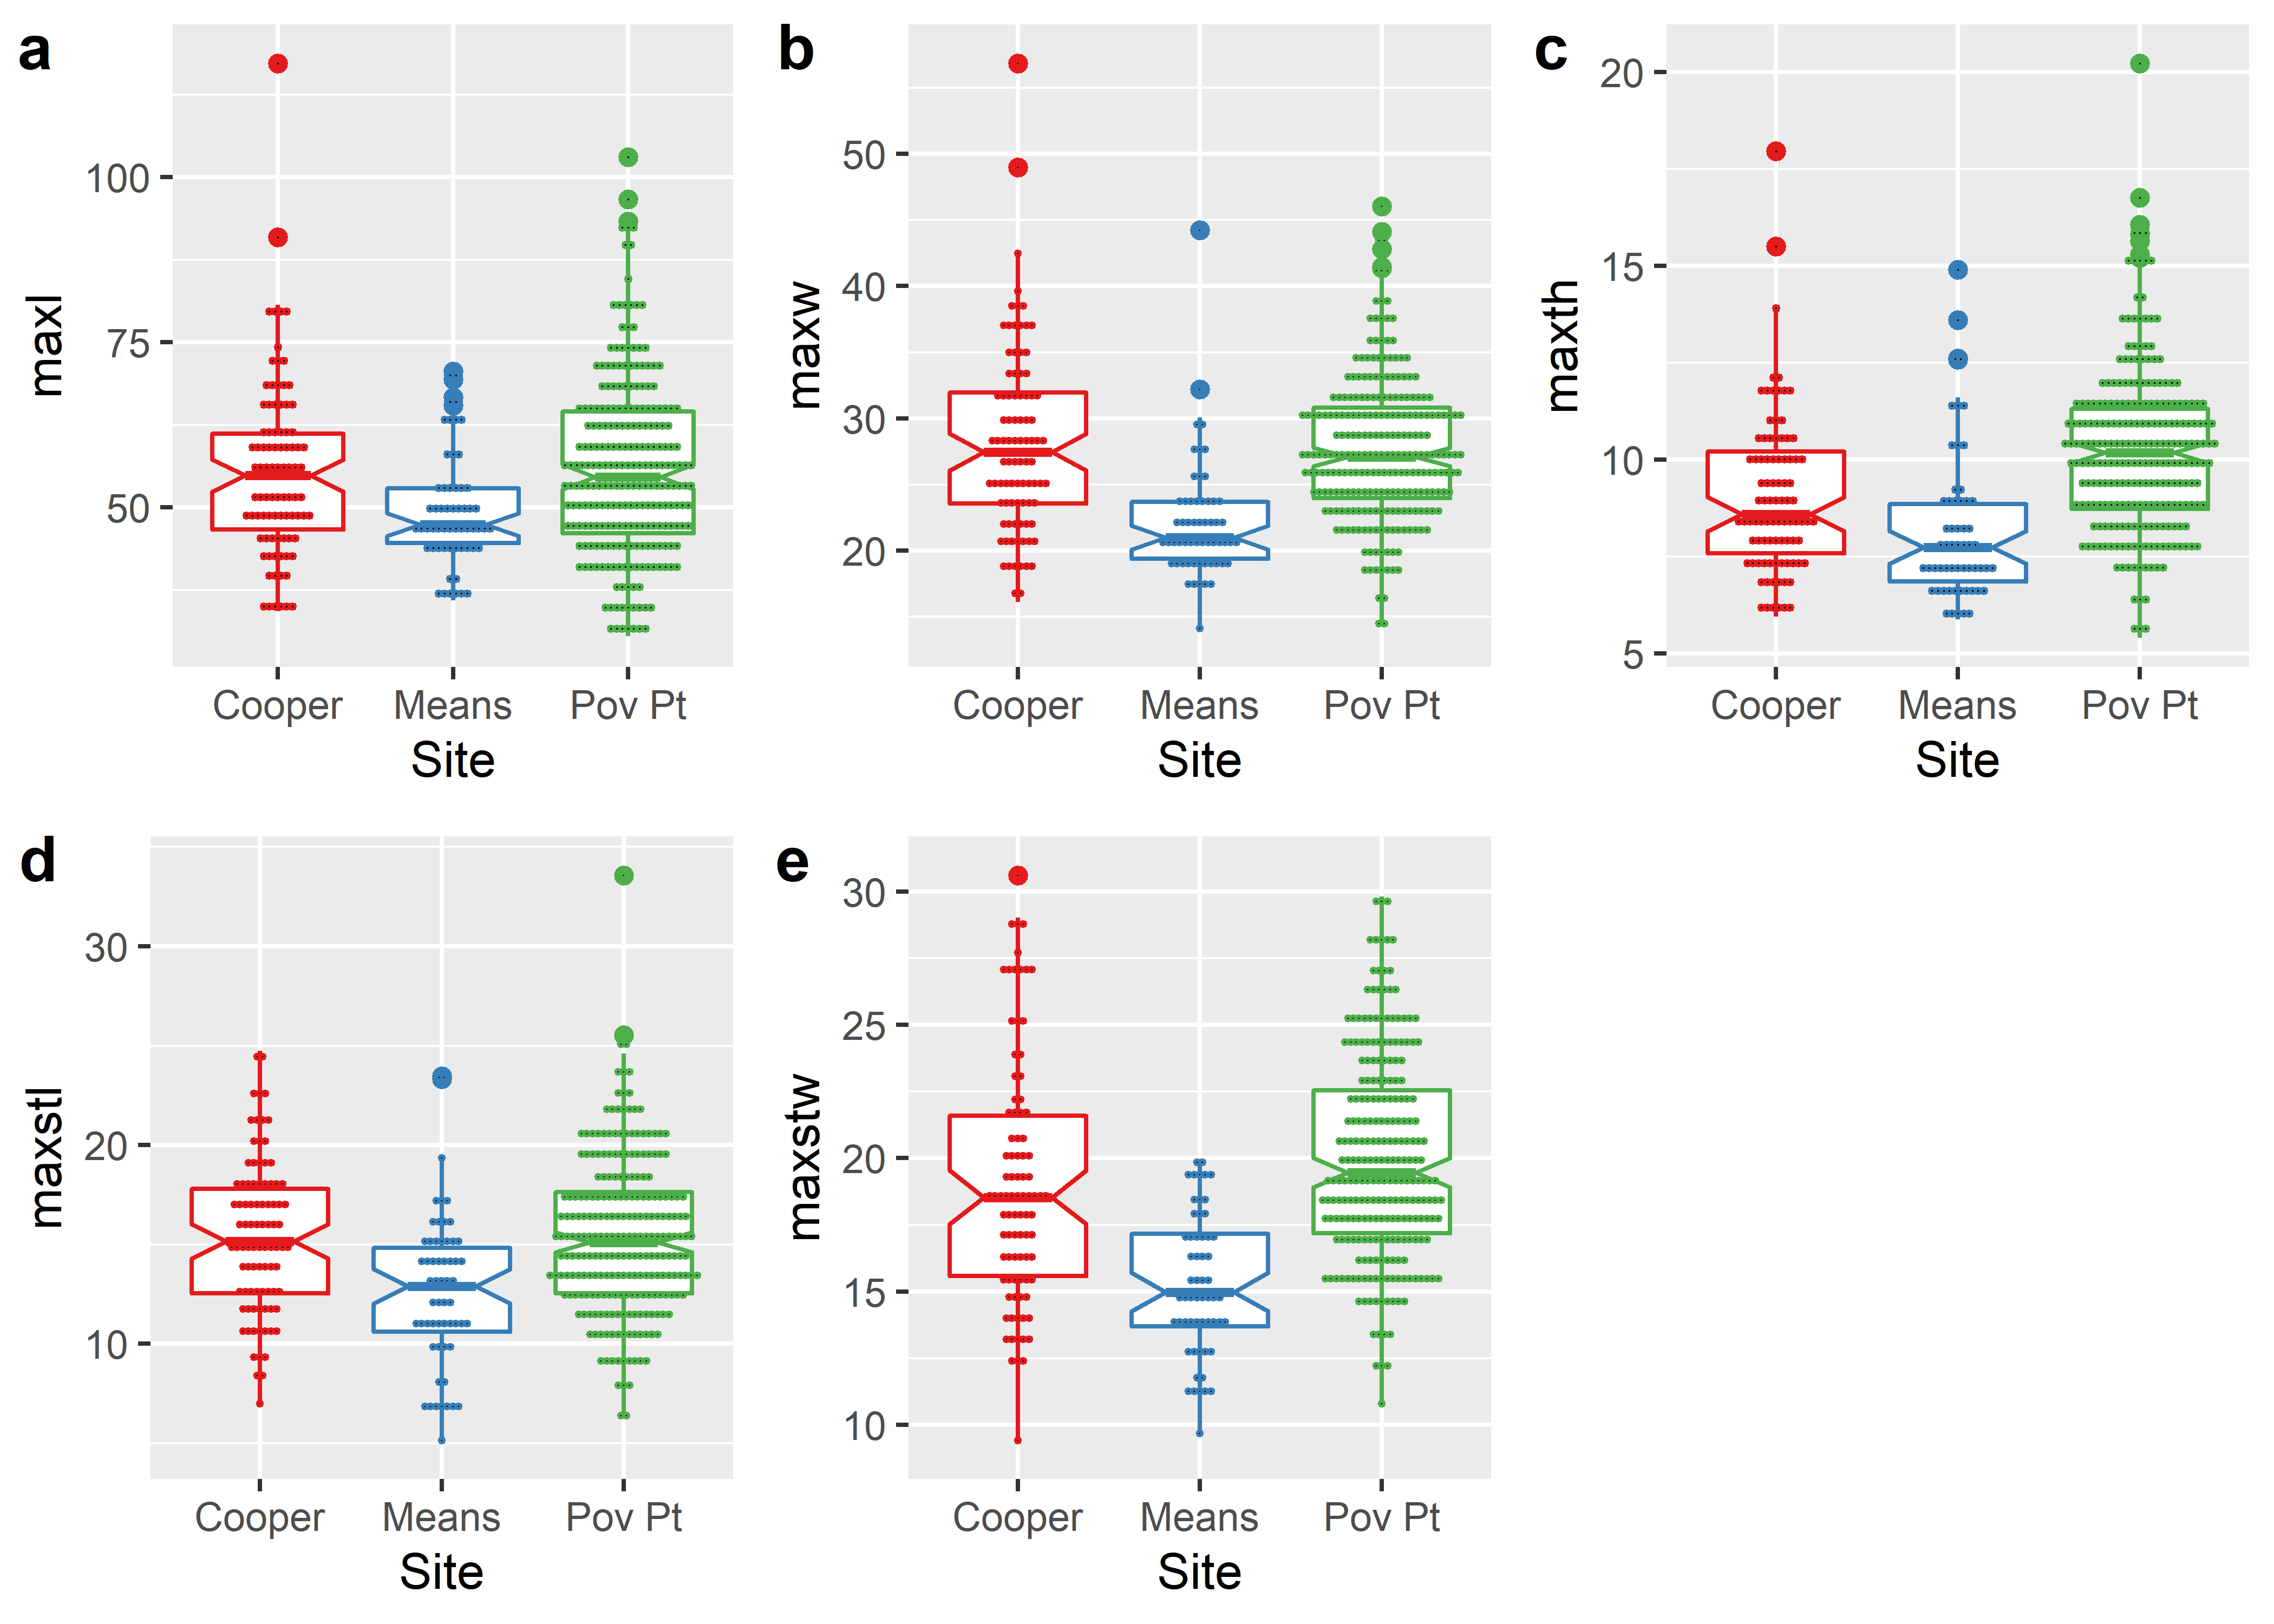 a
maxl
100
75
50
Cooper Means Pov Pt
Site
b
maxw
50
40
30
20
Cooper Means Pov Pt
Site
c
maxth
20
15
10
5
Cooper Means Pov Pt
Site
d
maxstl
30
20
10
Cooper Means Pov Pt
Site
e
maxstw
30
25
20
15
10
Cooper Means Pov Pt
Site